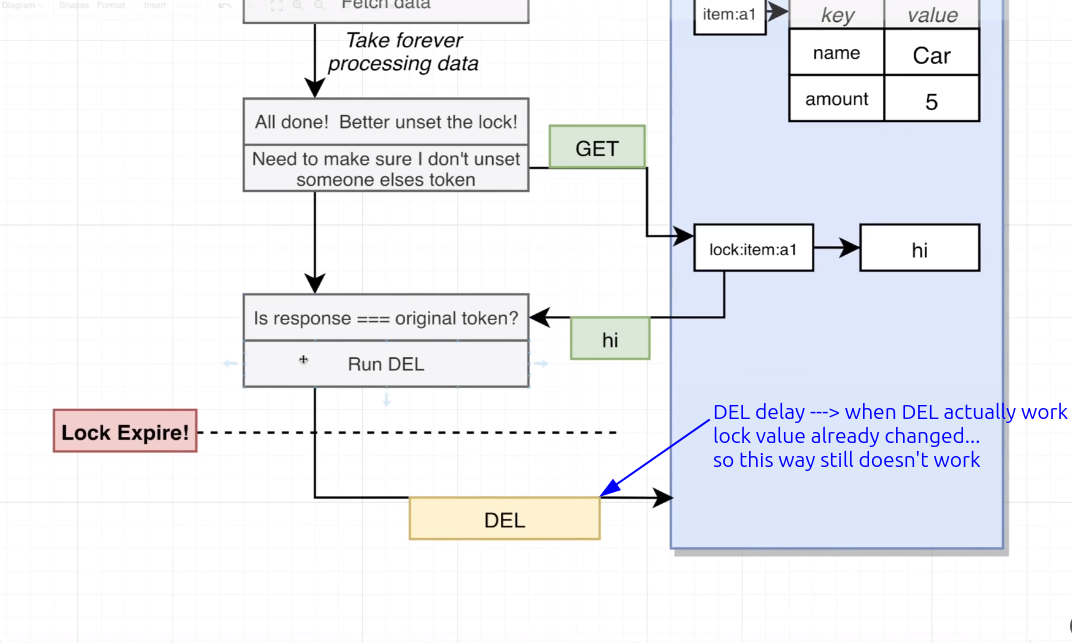 Diagram
Shapes
Format
Insert
Fetch data
Take forever
processing data
item:a1
key
value
name
Car
amount
5
All done!  Better unset the lock!
Need to make sure I don't unset
someone elses token
GET
lock:item:a1
hi
Is response === original token?
hi
Run DEL
Lock Expire!
DEL delay ---> when DEL actually work
lock value already changed...
so this way still doesn't work
DEL